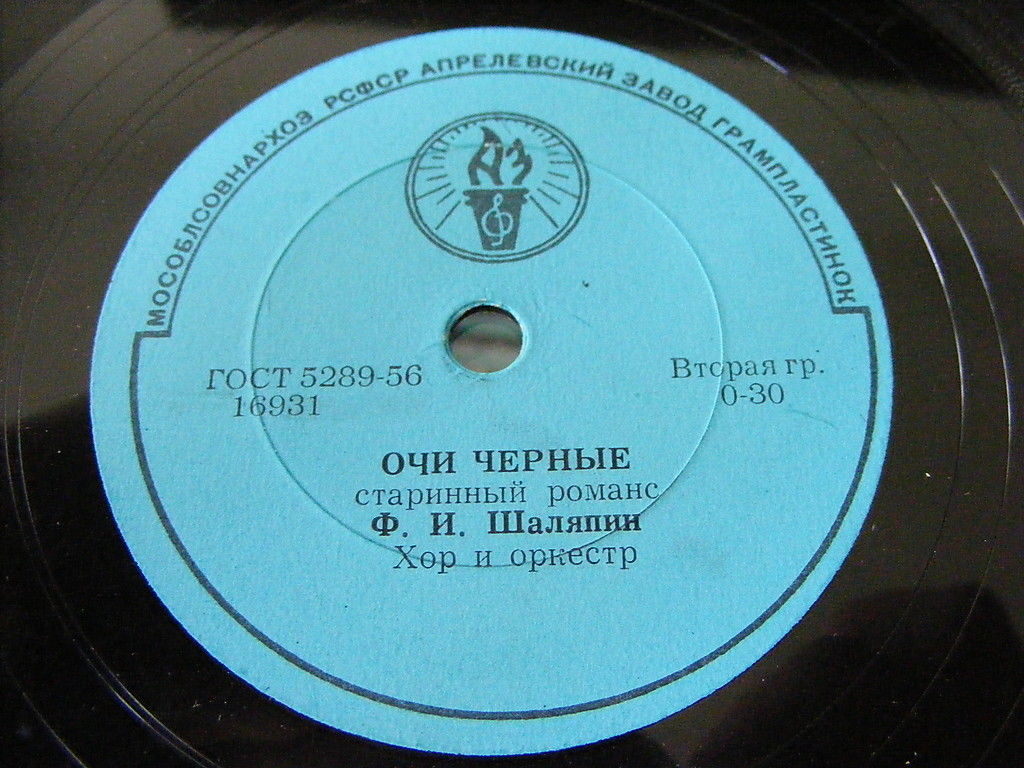 МОСОБЛСОВНАРХОЗ РСФСР АПРЕЛЕВСКИЙ ЗАВОД ГРАМПЛАСТИНОК
АЗ
ГОСТ 5289-56
16931
Вторая гр.
0-30
ОЧИ ЧЕРНЫЕ
старинный романс
Ф. И. Шаляпин
Хор и оркестр